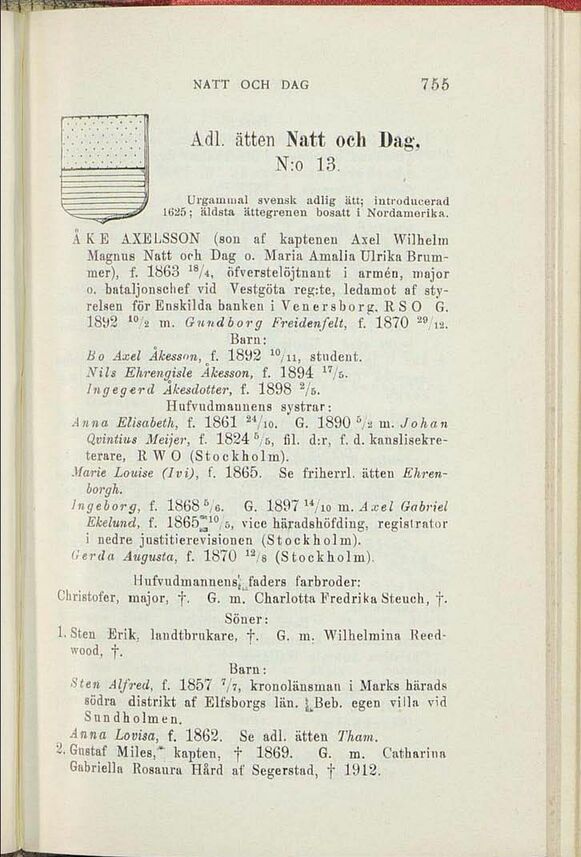 NATT OCH DAG 755
Adl. ätten Natt och Dag.
N:o 13.
Urgammal svensk adlig ätt; introducerad
1625; äldsta ättegrenen bosatt i Nordamerika.
ÅKE AXELSSON (son af kaptenen Axel Wilhelm
Magnus Natt och Dag o. Maria Amalia Ulrika Brum-
mer), f. 1863 18/4, öfverstelöjtnant i armén, major
o. bataljonschef vid Vestgöta reg:te, ledamot af sty-
relsen för Enskilda banken i Venersborg. RSO G.
1892 10/2 m. Gundborg Freidenfelt, f. 1870 29/12.
Barn:
Bo Axel Åkesson, f. 1892 10/11, student.
Nils Ehrengisle Åkesson, f. 1894 17/5.
Ingegerd Åkesdotter, f. 1898 2/5.
Hufvudmannens systrar:
Anna Elisabeth, f. 1861 24/10. G. 1890 5/2 m. Johan
Qvintius Meijer, f. 1824 5/5, fil. d:r, f. d. kanslisekre-
terare, RWO (Stockholm).
Marie Louise (Ivi), f. 1865. Se friherrl. ätten Ehren-
borgh.
Ingeborg, f. 1868 5/6. G. 1897 14/10 m. Axel Gabriel
Ekelund, f. 1865 10/5, vice häradshöfding, registrator
i nedre justitierevisionen (Stockholm).
Gerda Augusta, f. 1870 12/8 (Stockholm).
Hufvudmannens faders farbroder:
Christofer, major, †. G. m. Charlotta Fredrika Steuch, †.
Söner:
1. Sten Erik, landtbrukare, †. G. m. Wilhelmina Reed-
wood, †.
Barn:
Sten Alfred, f. 1857 7/7, kronolänsman i Marks härads
södra distrikt af Elfsborgs län. Beb. egen villa vid
Sundholmen.
Anna Lovisa, f. 1862. Se adl. ätten Tham.
2. Gustaf Miles, kapten, † 1869. G. m. Catharina
Gabriella Rosaura Hård af Segerstad, † 1912.